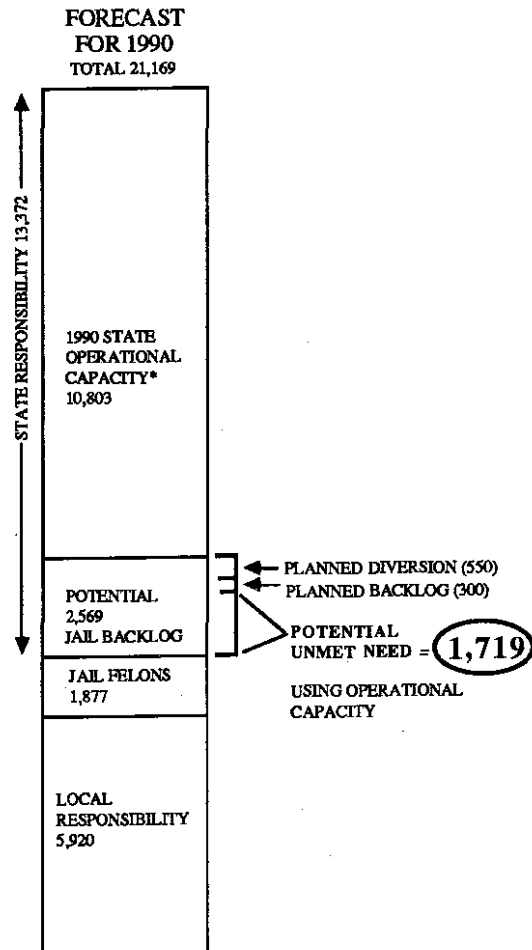 FORECAST
FOR 1990
TOTAL 21,169
STATE RESPONSIBILITY 13,372
1990 STATE
OPERATIONAL
CAPACITY*
10,803
PLANNED DIVERSION (550)
PLANNED BACKLOG (300)
POTENTIAL
2,569
JAIL BACKLOG
POTENTIAL
UNMET NEED = 1,719
USING OPERATIONAL
CAPACITY
JAIL FELONS
1,877
LOCAL
RESPONSIBILITY
5,920